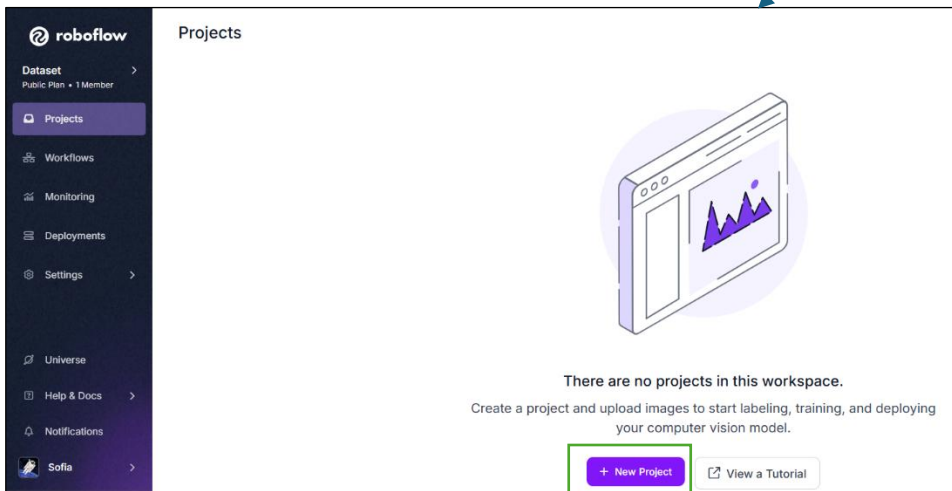 roboflow
Projects
Dataset
Public Plan • 1 Member
Projects
Workflows
Monitoring
Deployments
Settings
Universe
Help & Docs
Notifications
Sofia
There are no projects in this workspace.
Create a project and upload images to start labeling, training, and deploying
your computer vision model.
+ New Project
View a Tutorial